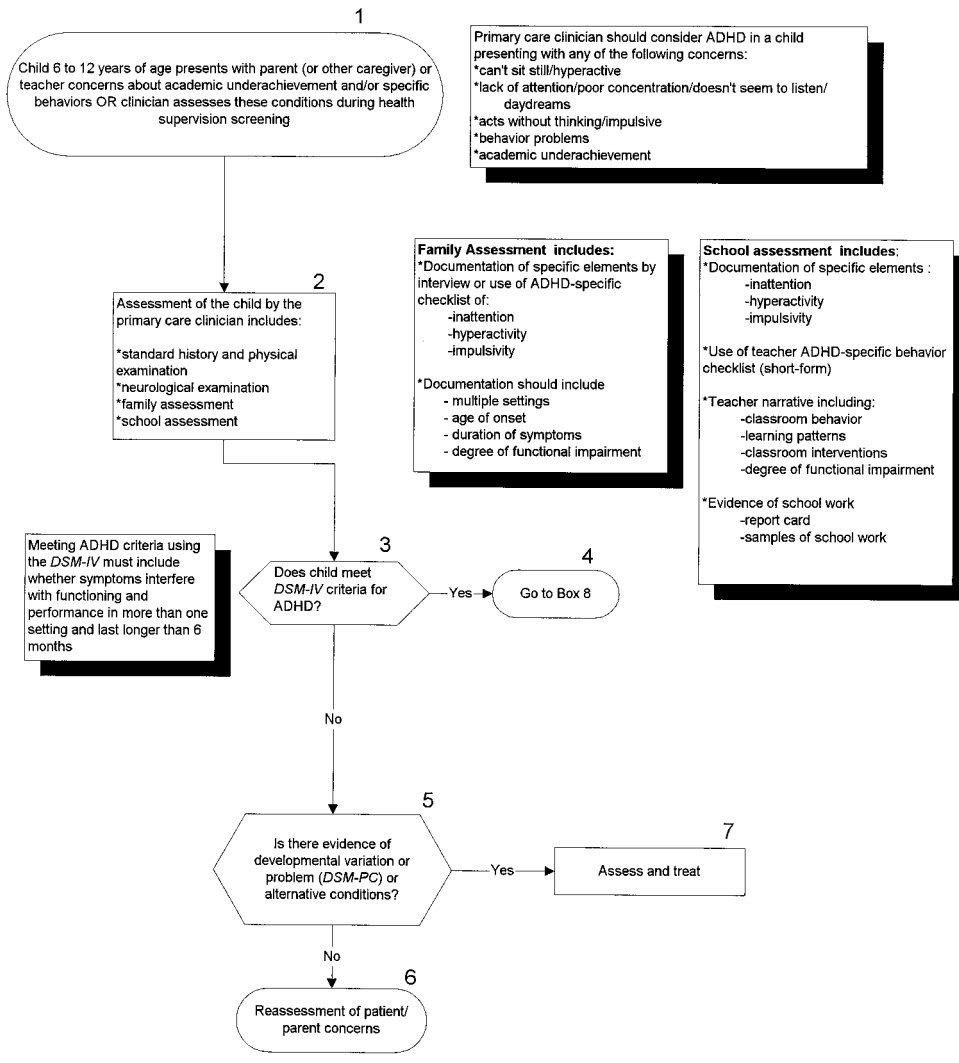 1
Child 6 to 12 years of age presents with parent (or other caregiver) or
teacher concerns about academic underachievement and/or specific
behaviors OR clinician assesses these conditions during health
supervision screening
Primary care clinician should consider ADHD in a child
presenting with any of the following concerns:
*can't sit still/hyperactive
*lack of attention/poor concentration/doesn't seem to listen/
daydreams
*acts without thinking/impulsive
*behavior problems
*academic underachievement
2
Assessment of the child by the
primary care clinician includes:
*standard history and physical
examination
*neurological examination
*family assessment
*school assessment
Family Assessment includes:
*Documentation of specific elements by
interview or use of ADHD-specific
checklist of:
-inattention
-hyperactivity
-impulsivity
*Documentation should include
- multiple settings
- age of onset
- duration of symptoms
- degree of functional impairment
School assessment includes:
*Documentation of specific elements :
-inattention
-hyperactivity
-impulsivity
*Use of teacher ADHD-specific behavior
checklist (short-form)
*Teacher narrative including:
-classroom behavior
-learning patterns
-classroom interventions
-degree of functional impairment
*Evidence of school work
-report card
-samples of school work
Meeting ADHD criteria using
the DSM-IV must include
whether symptoms interfere
with functioning and
performance in more than one
setting and last longer than 6
months
3
Does child meet
DSM-IV criteria for
ADHD?
Yes
4
Go to Box 8
No
5
Is there evidence of
developmental variation or
problem (DSM-PC) or
alternative conditions?
Yes
7
Assess and treat
No
6
Reassessment of patient/
parent concerns